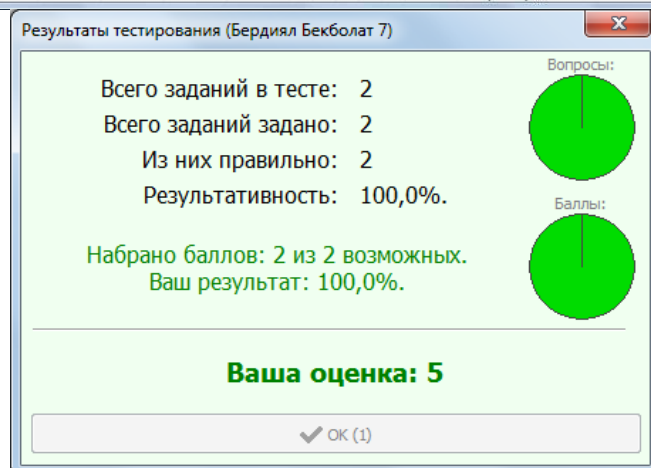 Результаты тестирования (Бердиял Бекболат 7)
Вопросы:
Всего заданий в тесте: 2
Всего заданий задано: 2
Из них правильно: 2
Результативность: 100,0%.
Баллы:
Набрано баллов: 2 из 2 возможных.
Ваш результат: 100,0%.
Ваша оценка: 5
OK (1)